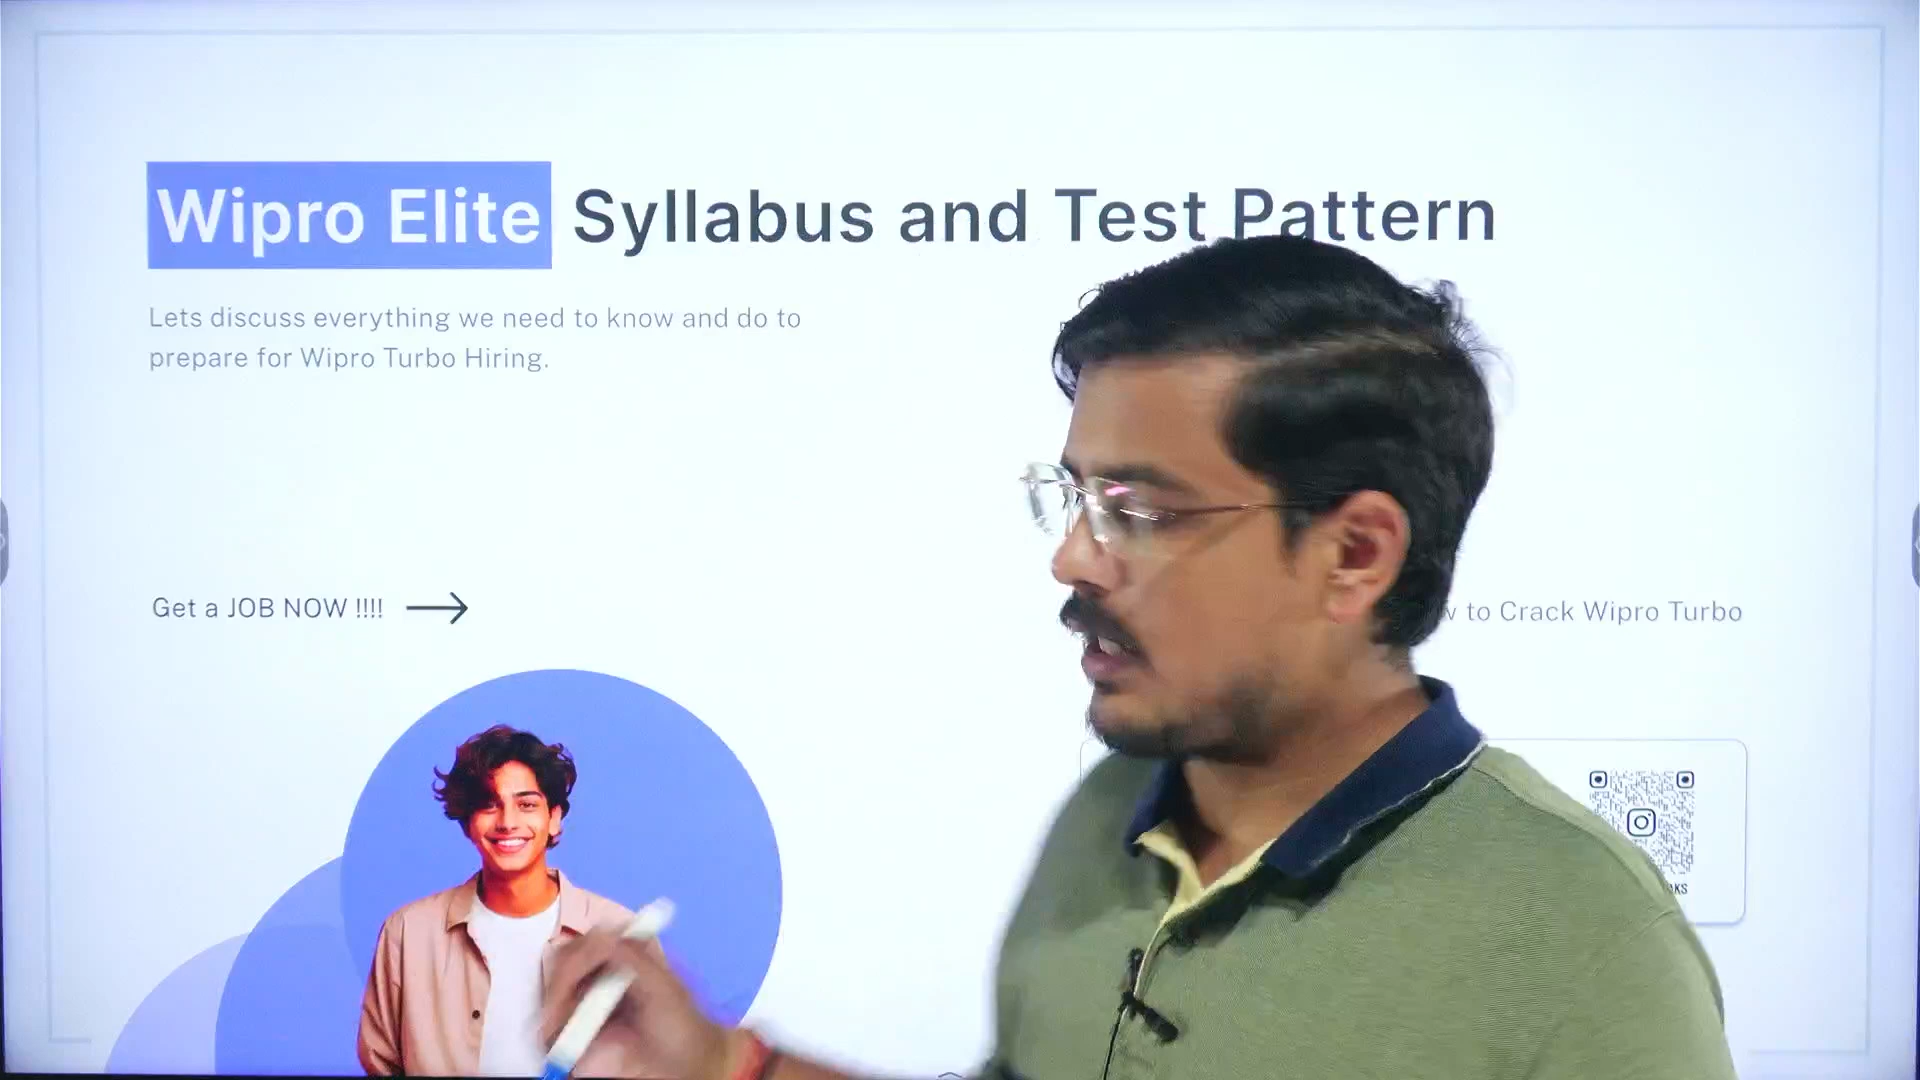 Wipro Elite Syllabus and Test Pattern
Lets discuss everything we need to know and do to
prepare for Wipro Turbo Hiring.
Get a JOB NOW !!!!
to Crack Wipro Turbo